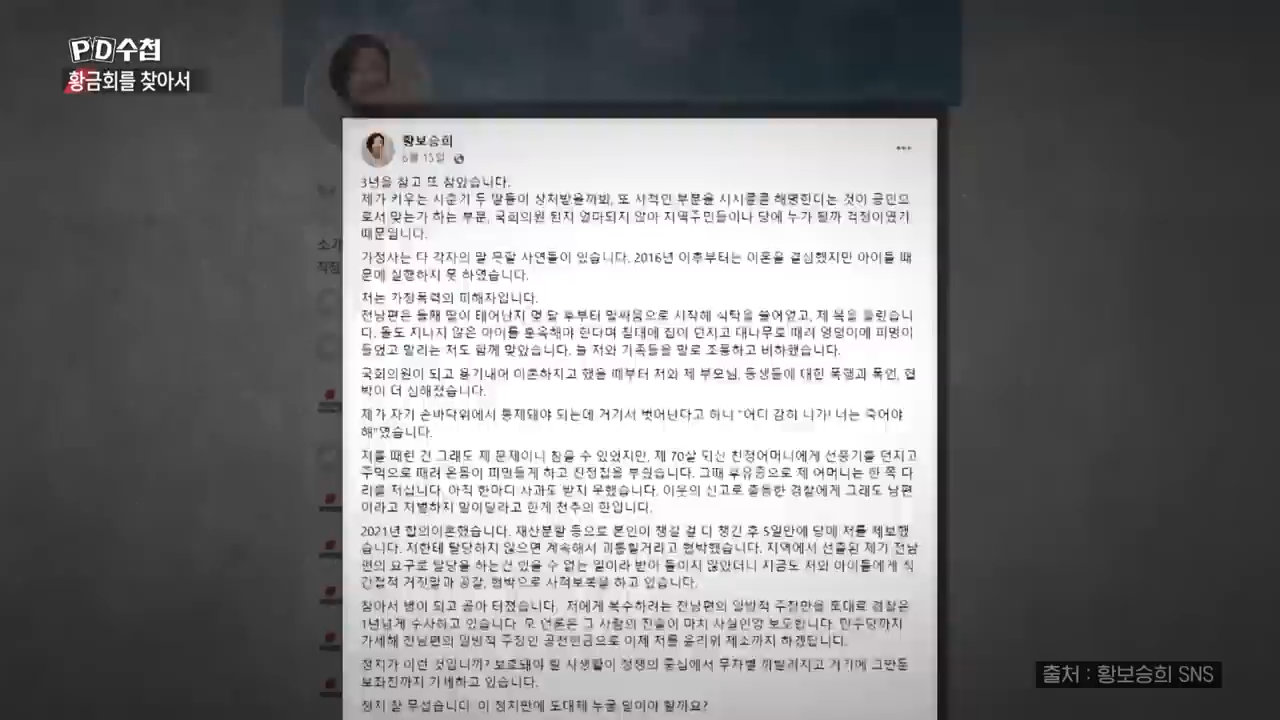 PD수첩
황금회를 찾아서
황보승희
6월 15일
3년을 참고 또 참았습니다.
제가 키우는 사춘기 두 딸들이 상처받을까봐, 또 사적인 부분을 시시콜콜 해명한다는 것이 공인으
로서 맞는가 하는 부분, 국회의원 된지 얼마되지 않아 지역주민들이나 당에 누가 될까 걱정이였기
때문입니다.
가정사는 다 각자의 말 못할 사연들이 있습니다. 2016년 이후부터는 이혼을 결심했지만 아이들 때
문에 실행하지 못 하였습니다.
저는 가정폭력의 피해자입니다.
전남편은 둘째 딸이 태어난지 몇 달 후부터 말싸움으로 시작해 식탁을 쓸어엎고, 제 목을 졸랐습니
다. 돌도 지나지 않은 아이를 훈육해야 한다며 침대에 집어 던지고 대나무로 때려 엉덩이에 피멍이
들었고 말리는 저도 함께 맞았습니다. 늘 저와 가족들을 말로 조롱하고 비하했습니다.
국회의원이 되고 용기내어 이혼하자고 했을 때부터 저와 제 부모님, 동생들에 대한 폭행과 폭언, 협
박이 더 심해졌습니다.
제가 자기 손바닥위에서 통제돼야 되는데 거기서 벗어난다고 하니 "어디 감히 니가! 너는 죽어야
해"였습니다.
저를 때린 건 그래도 제 문제이니 참을 수 있었지만, 제 70살 되신 친정어머니에게 선풍기를 던지고
주먹으로 때려 온몸이 피멍들게 하고 친정집을 부쉈습니다. 그때 후유증으로 제 어머니는 한 쪽 다
리를 저십니다. 아직 한마디 사과도 받지 못했습니다. 이웃의 신고로 출동한 경찰에게 그래도 남편
이라고 처벌하지 말아달라고 한게 천추의 한입니다.
2021년 합의이혼했습니다. 재산분할 등으로 본인이 챙길 걸 다 챙긴 후 5일만에 당에 저를 제보했
습니다. 저한테 탈당하지 않으면 계속해서 괴롭힐거라고 협박했습니다. 지역에서 선출된 제가 전남
편의 요구로 탈당을 하는건 있을 수 없는 일이라 받아 들이지 않았더니 지금도 저와 아이들에게 직
간접적 거짓말과 공갈, 협박으로 사적보복을 하고 있습니다.
참아서 병이 되고 곪아 터졌습니다. 저에게 복수하려는 전남편의 일방적 주장만을 토대로 경찰은
1년넘게 수사하고 있습니다. 모 언론은 그 사람의 진술이 마치 사실인양 보도합니다. 민주당까지
가세해 전남편의 일방적 주장인 공천헌금으로 이제 저를 윤리위 제소까지 하겠답니다.
정치가 이런 것입니까? 보호돼야 할 사생활이 정쟁의 중심에서 무차별 까발려지고 거기에 그만둔
보좌진까지 가세하고 있습니다.
정치 참 무섭습니다. 이 정치판에 도대체 누굴 믿어야 할까요?
출처 : 황보승희 SNS